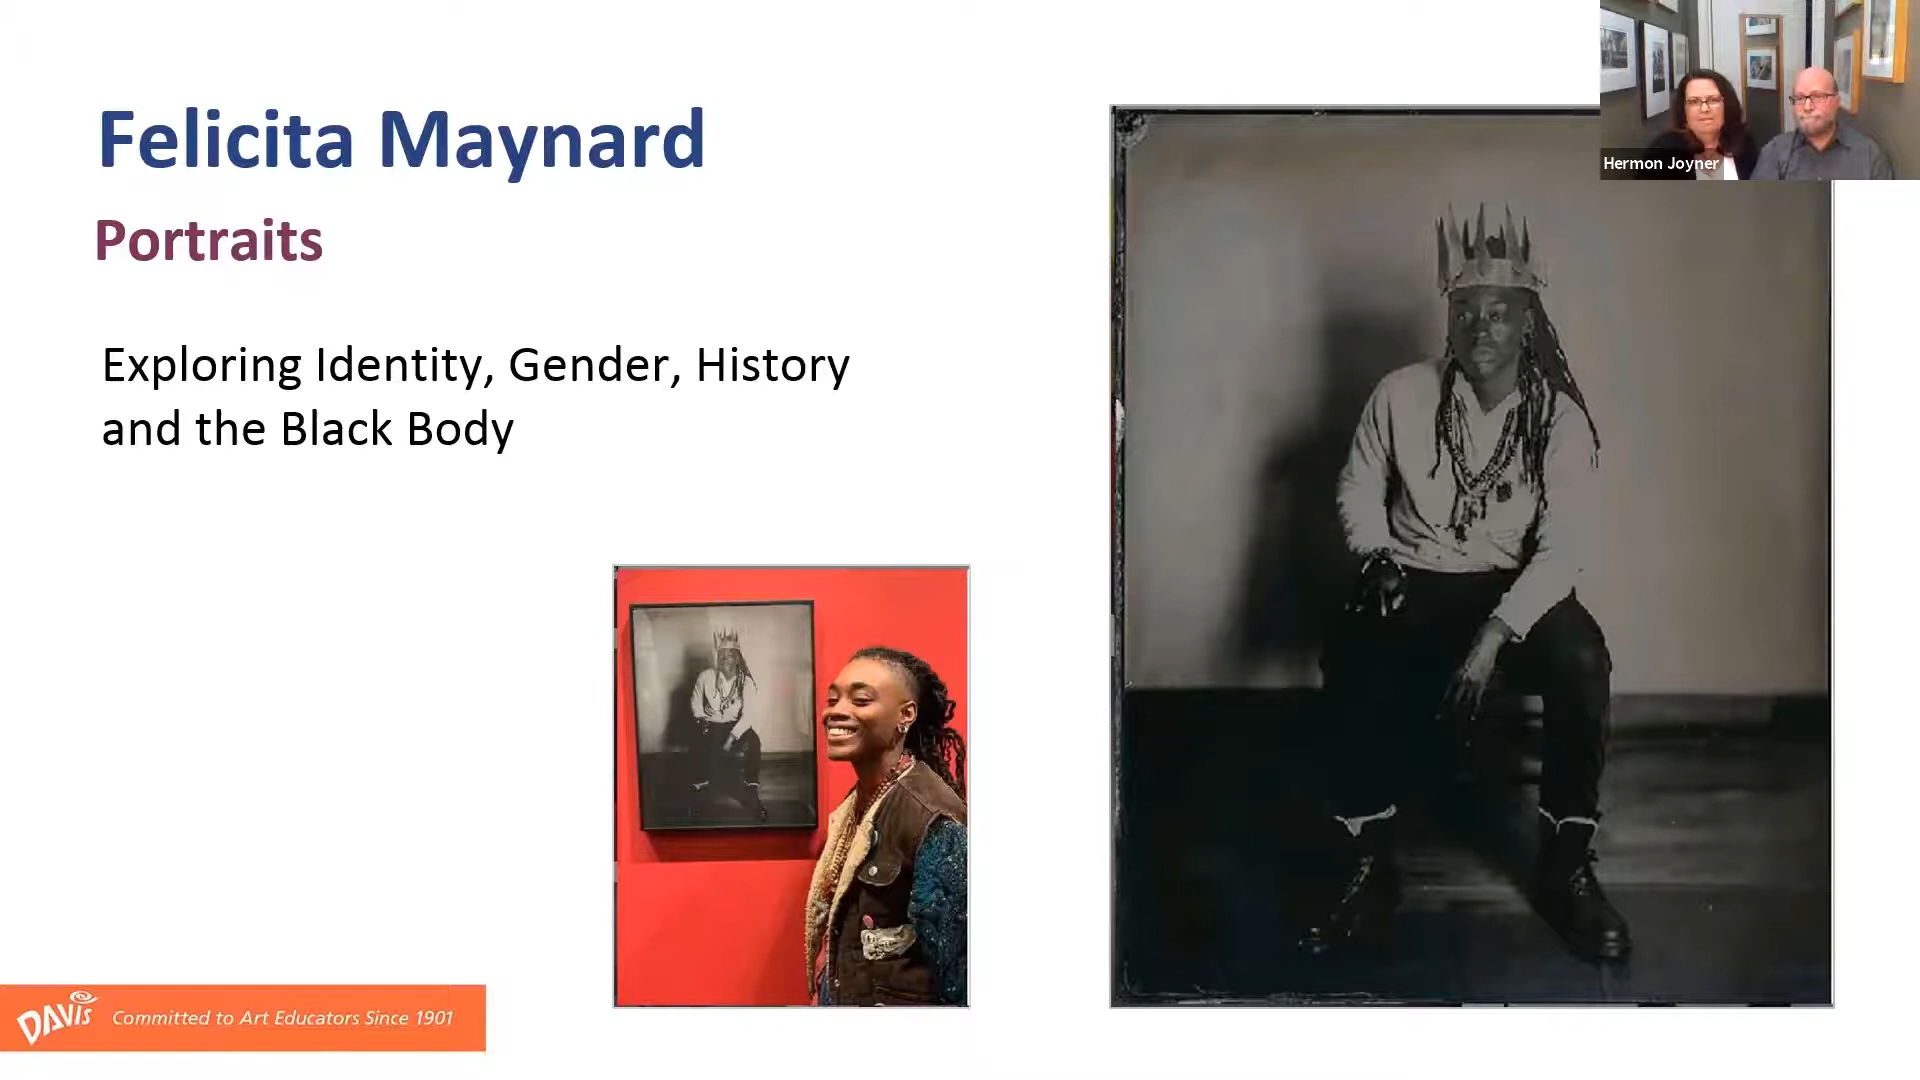 Felicita Maynard
Portraits
Exploring Identity, Gender, History
and the Black Body
Hermon Joyner
DAVIS Committed to Art Educators Since 1901